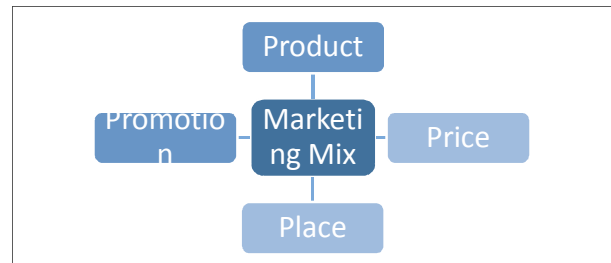 Product
Promotio
n
Marketi
ng Mix
Price
Place